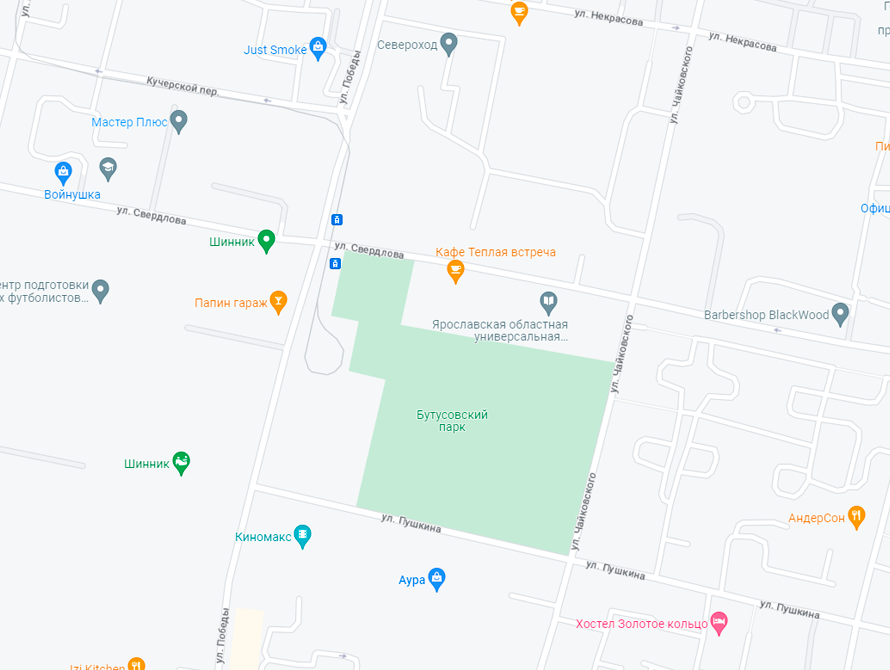 ул. Некрасова
ул. Некрасова
Just Smoke
Североход
ул. Победы
ул. Чайковского
Кучерской пер.
Мастер Плюс
Войнушка
ул. Свердлова
Шинник
ул. Свердлова
Кафе Теплая встреча
ентр подготовки
х футболистов...
Папин гараж
Ярославская областная
универсальная...
Barbershop BlackWood
ул. Чайковского
Бутусовский
парк
Шинник
ул. Чайковского
ул. Пушкина
АндерСон
Киномакс
Аура
ул. Пушкина
ул. Пушкина
Хостел Золотое кольцо
ул. Победы
Izi Kitchen